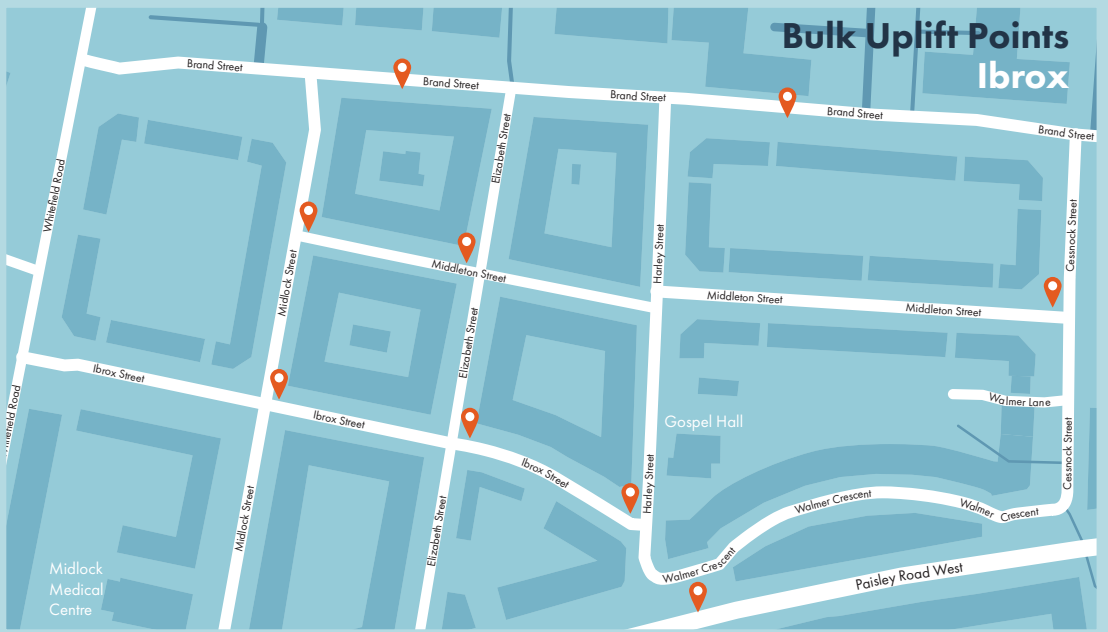 Bulk Uplift Points
Ibrox
Brand Street
Brand Street
Brand Street
Brand Street
Brand Street
Whitefield Road
Elizabeth Street
Harley Street
Cessnock Street
Midlock Street
Middleton Street
Middleton Street
Middleton Street
Elizabeth Street
Ibrox Street
Ibrox Street
Whitefield Road
Walmer Lane
Gospel Hall
Cessnock Street
Ibrox Street
Harley Street
Walmer Crescent
Walmer Crescent
Midlock Street
Elizabeth Street
Walmer Crescent
Paisley Road West
Midlock
Medical
Centre